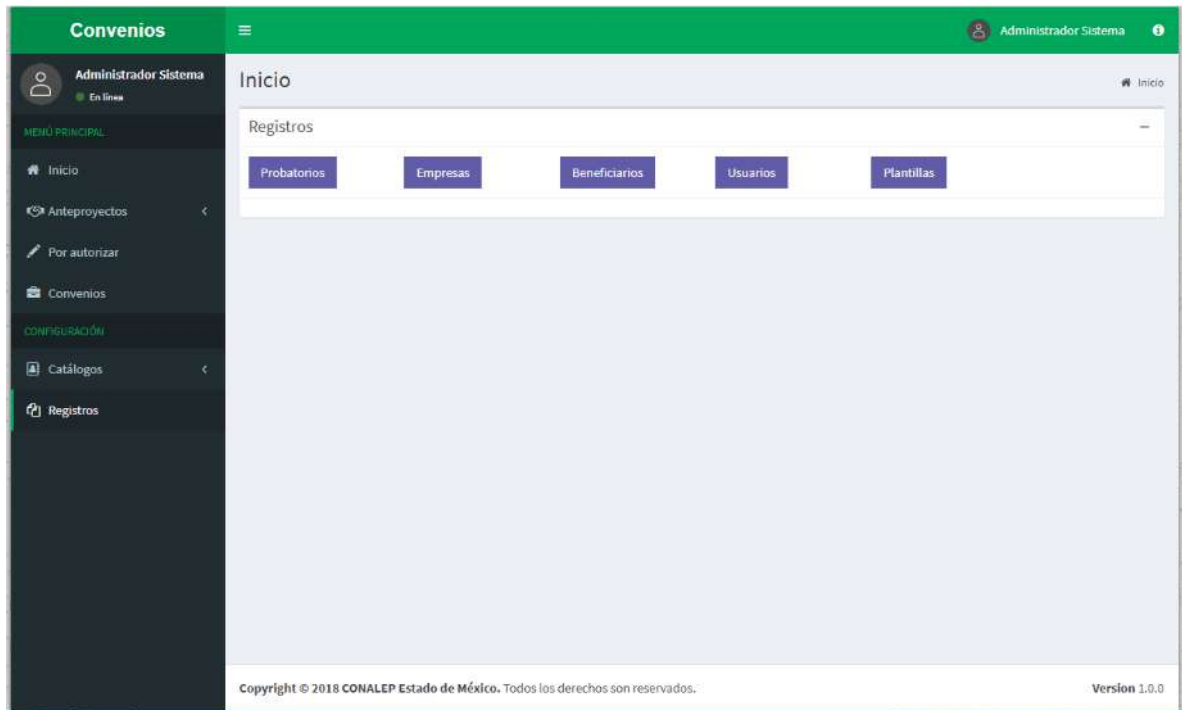 Convenios
Administrador Sistema
Administrador Sistema
En línea
Inicio
Inicio
MENÚ PRINCIPAL
Registros
Inicio
Probatorios Empresas Beneficiarios Usuarios Plantillas
Anteproyectos
Por autorizar
Convenios
CONFIGURACIÓN
Catálogos
Registros
Copyright © 2018 CONALEP Estado de México. Todos los derechos son reservados.
Version 1.0.0